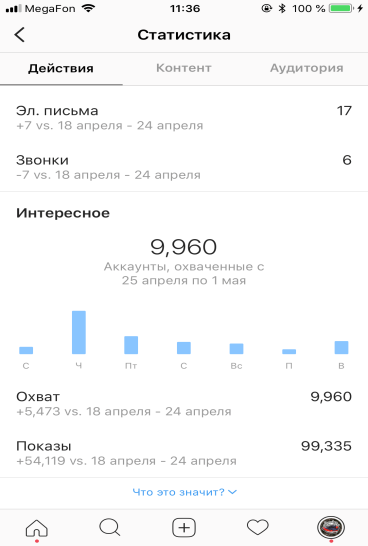 MegaFon 11:36 100 %
Статистика
Действия Контент Аудитория
Эл. письма 17
+7 vs. 18 апреля - 24 апреля
Звонки 6
-7 vs. 18 апреля - 24 апреля
Интересное
9,960
Аккаунты, охваченные с
25 апреля по 1 мая
С Ч Пт С Вс П В
Охват 9,960
+5,473 vs. 18 апреля - 24 апреля
Показы 99,335
+54,119 vs. 18 апреля - 24 апреля
Что это значит?